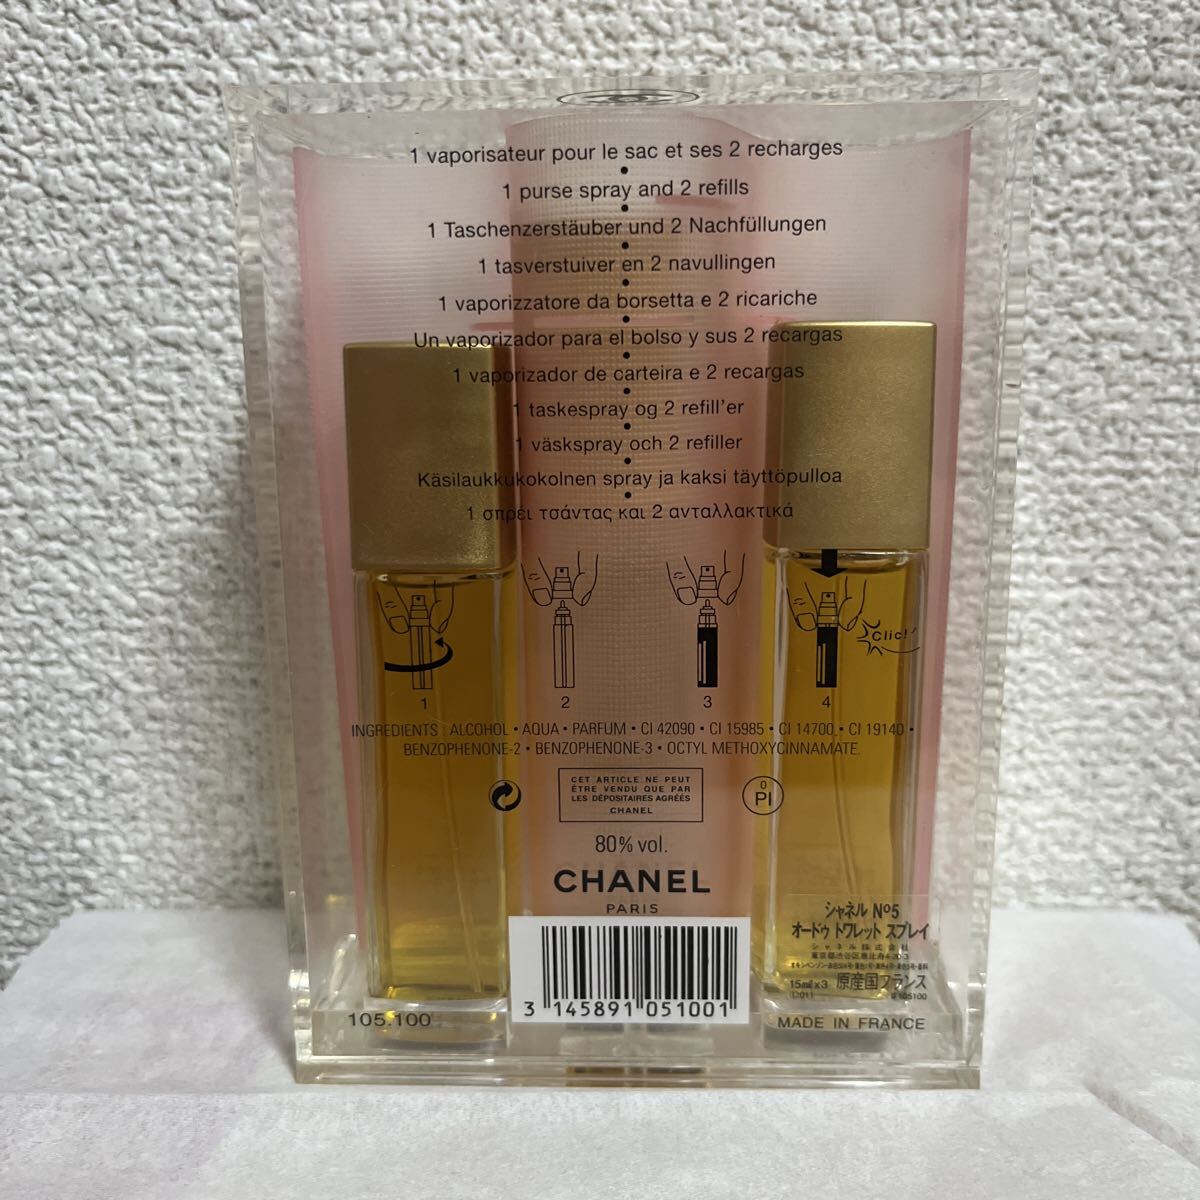 1 vaporisateur pour le sac et ses 2 recharges
•
1 purse spray and 2 refills
•
1 Taschenzerstäuber und 2 Nachfüllungen
•
1 tasverstuiver en 2 navullingen
•
1 vaporizzatore da borsetta e 2 ricariche
•
Un vaporizador para el bolso y sus 2 recargas
•
1 vaporizador de carteira e 2 recargas
•
1 taskespray og 2 refill'er
•
1 väskspray och 2 refiller
•
Käsilaukkukokolnen spray ja kaksi täyttöpulloa
•
1 σπρέι τσάντας και 2 ανταλλακτικά
Clic!
1 2 3 4
INGREDIENTS : ALCOHOL • AQUA • PARFUM • CI 42090 • CI 15985 • CI 14700 • CI 19140 •
BENZOPHENONE-2 • BENZOPHENONE-3 • OCTYL METHOXYCINNAMATE.
CET ARTICLE NE PEUT
ÊTRE VENDU QUE PAR
LES DÉPOSITAIRES AGRÉÉS
CHANEL
0
PI
80% vol.
CHANEL
PARIS
シャネル Nº5
オードゥ トワレット スプレイ
シャネル株式会社
15ml x3 原産国フランス
3 145891 051001
105.100
MADE IN FRANCE